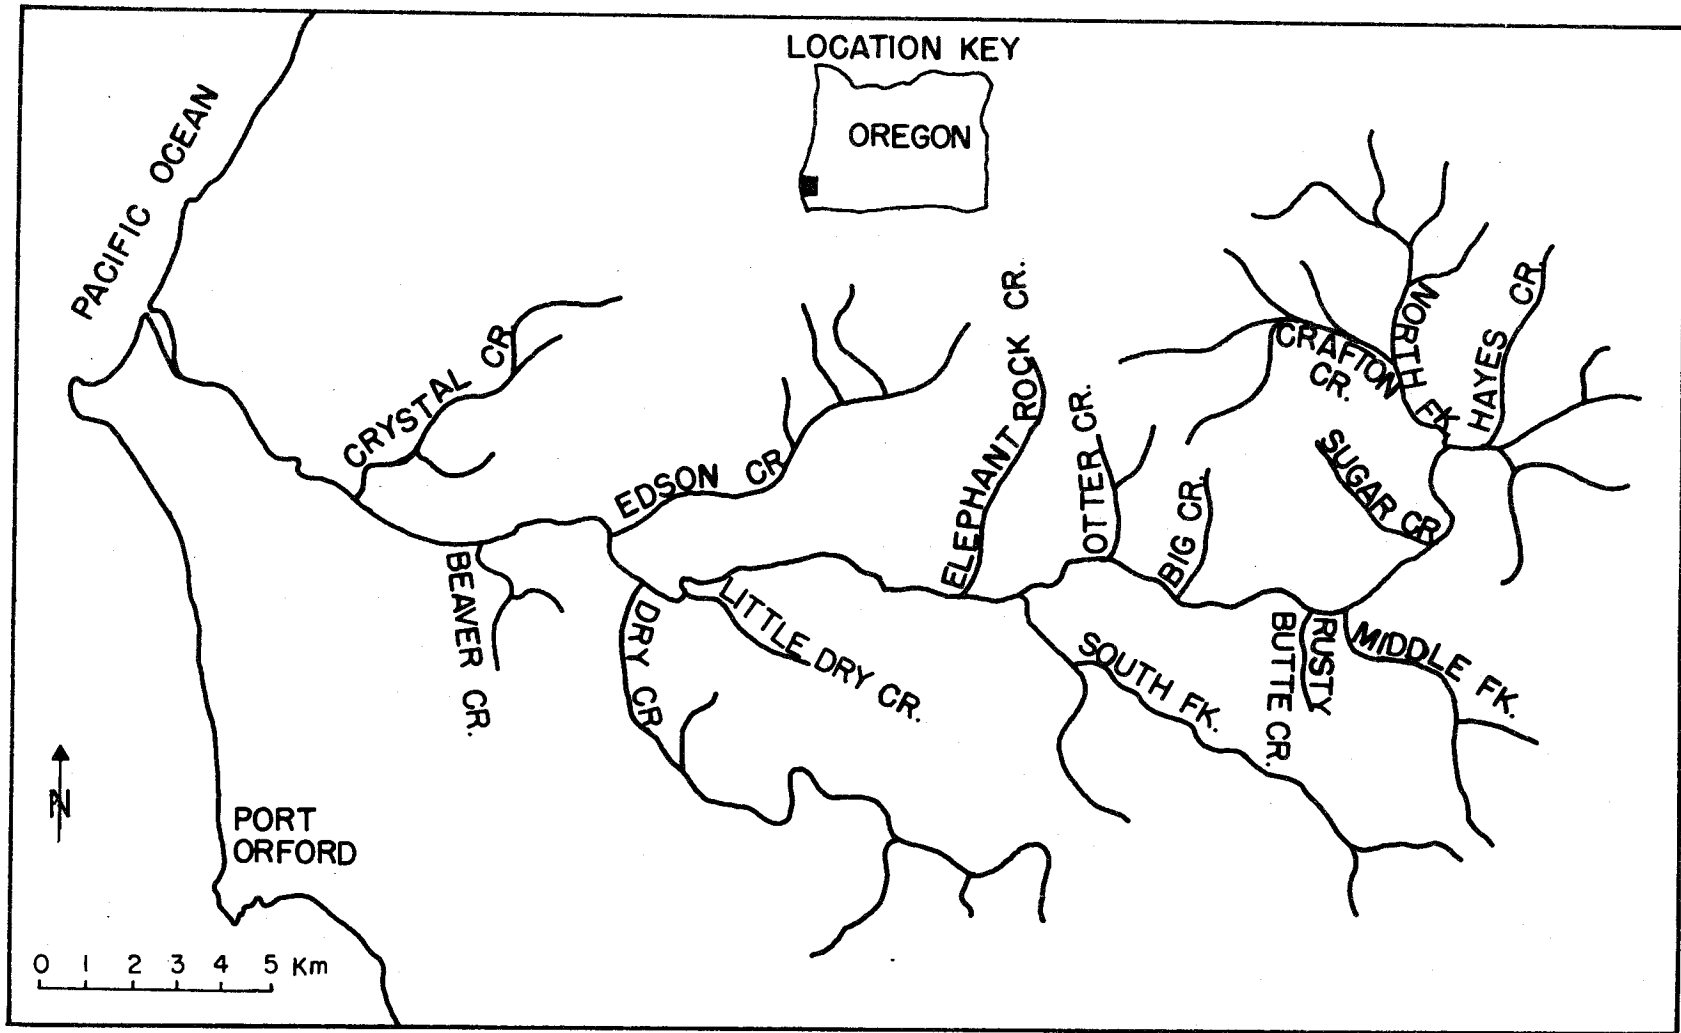 LOCATION KEY
OREGON
PACIFIC OCEAN
CRYSTAL CR.
EDSON CR.
ELEPHANT ROCK CR.
OTTER CR.
BIG CR.
CRAFTON
CR.
NORTH FK.
HAYES CR.
SUGAR CR.
BEAVER CR.
DRY CR.
LITTLE DRY CR.
SOUTH FK.
RUSTY
BUTTE CR.
MIDDLE FK.
N
PORT
ORFORD
0 1 2 3 4 5 Km